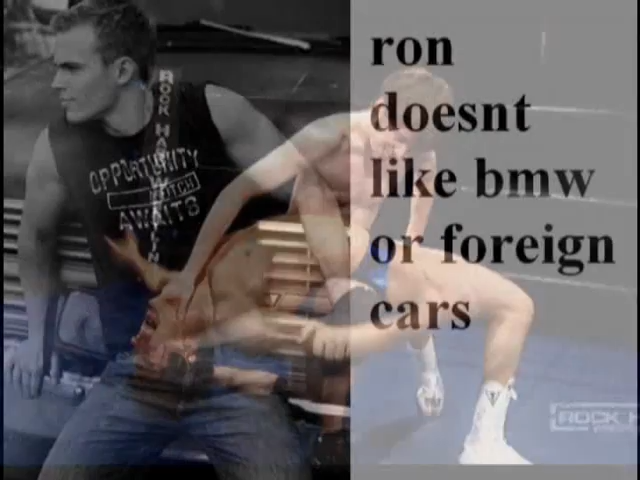 ron
doesnt
like bmw
or foreign
cars
OPPORTUNITY
AWAITS
ROCK H